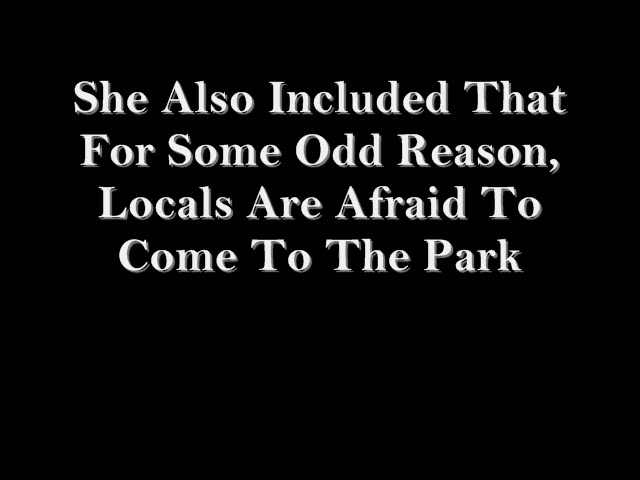 She Also Included That
For Some Odd Reason,
Locals Are Afraid To
Come To The Park